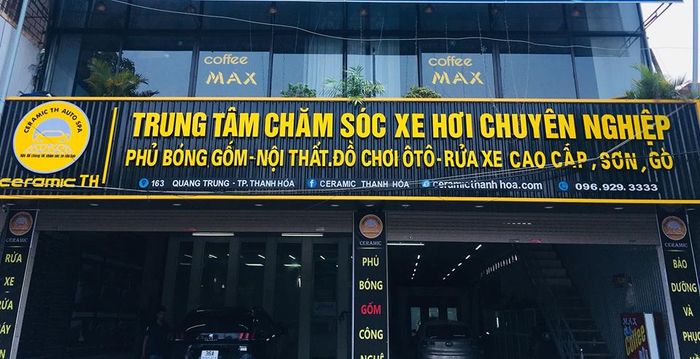 coffee
MAX
coffee
MAX
CERAMIC TH AUTO SPA
TRUNG TÂM CHĂM SÓC XE HƠI CHUYÊN NGHIỆP
PHỦ BÓNG GỐM-NỘI THẤT.ĐỒ CHƠI ÔTÔ-RỬA XE CAO CẤP, SƠN, GÒ
ceramic TH
163 QUANG TRUNG - TP.THANH HÓA
CERAMIC THANH HÓA
ceramicthanhhoa.com
096.929.3333
CERAMIC
RỬA
XE
RỬA
CERAMIC
PHỦ
BÓNG
GỐM
CÔNG
NGHỆ
CERAMIC
BẢO
DƯỠNG
VÀ
PHỤC
MAX
Coffee
36A